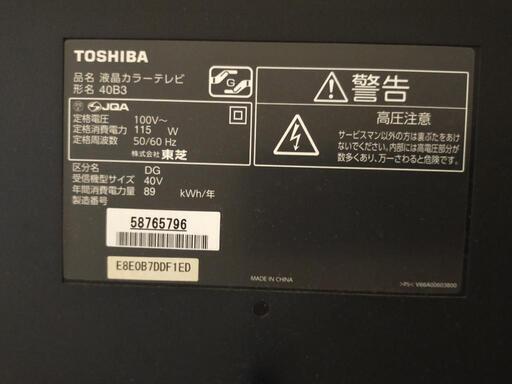 TOSHIBA
品名 液晶カラーテレビ
形名 40B3
G
JQA
定格電圧 100V~
定格消費電力 115 W
定格周波数 50/60 Hz
株式会社 東芝
区分名 DG
受信機型サイズ 40V
年間消費電力量 89 kWh/年
製造番号
58765796
E8E0B7DDF1ED
警告
高圧注意
サービスマン以外の方は裏ぶたをあけ
ないでください。内部には高電圧部分が
数多くあり、万一さわると危険です。
MADE IN CHINA
>PS< V66A00603B00